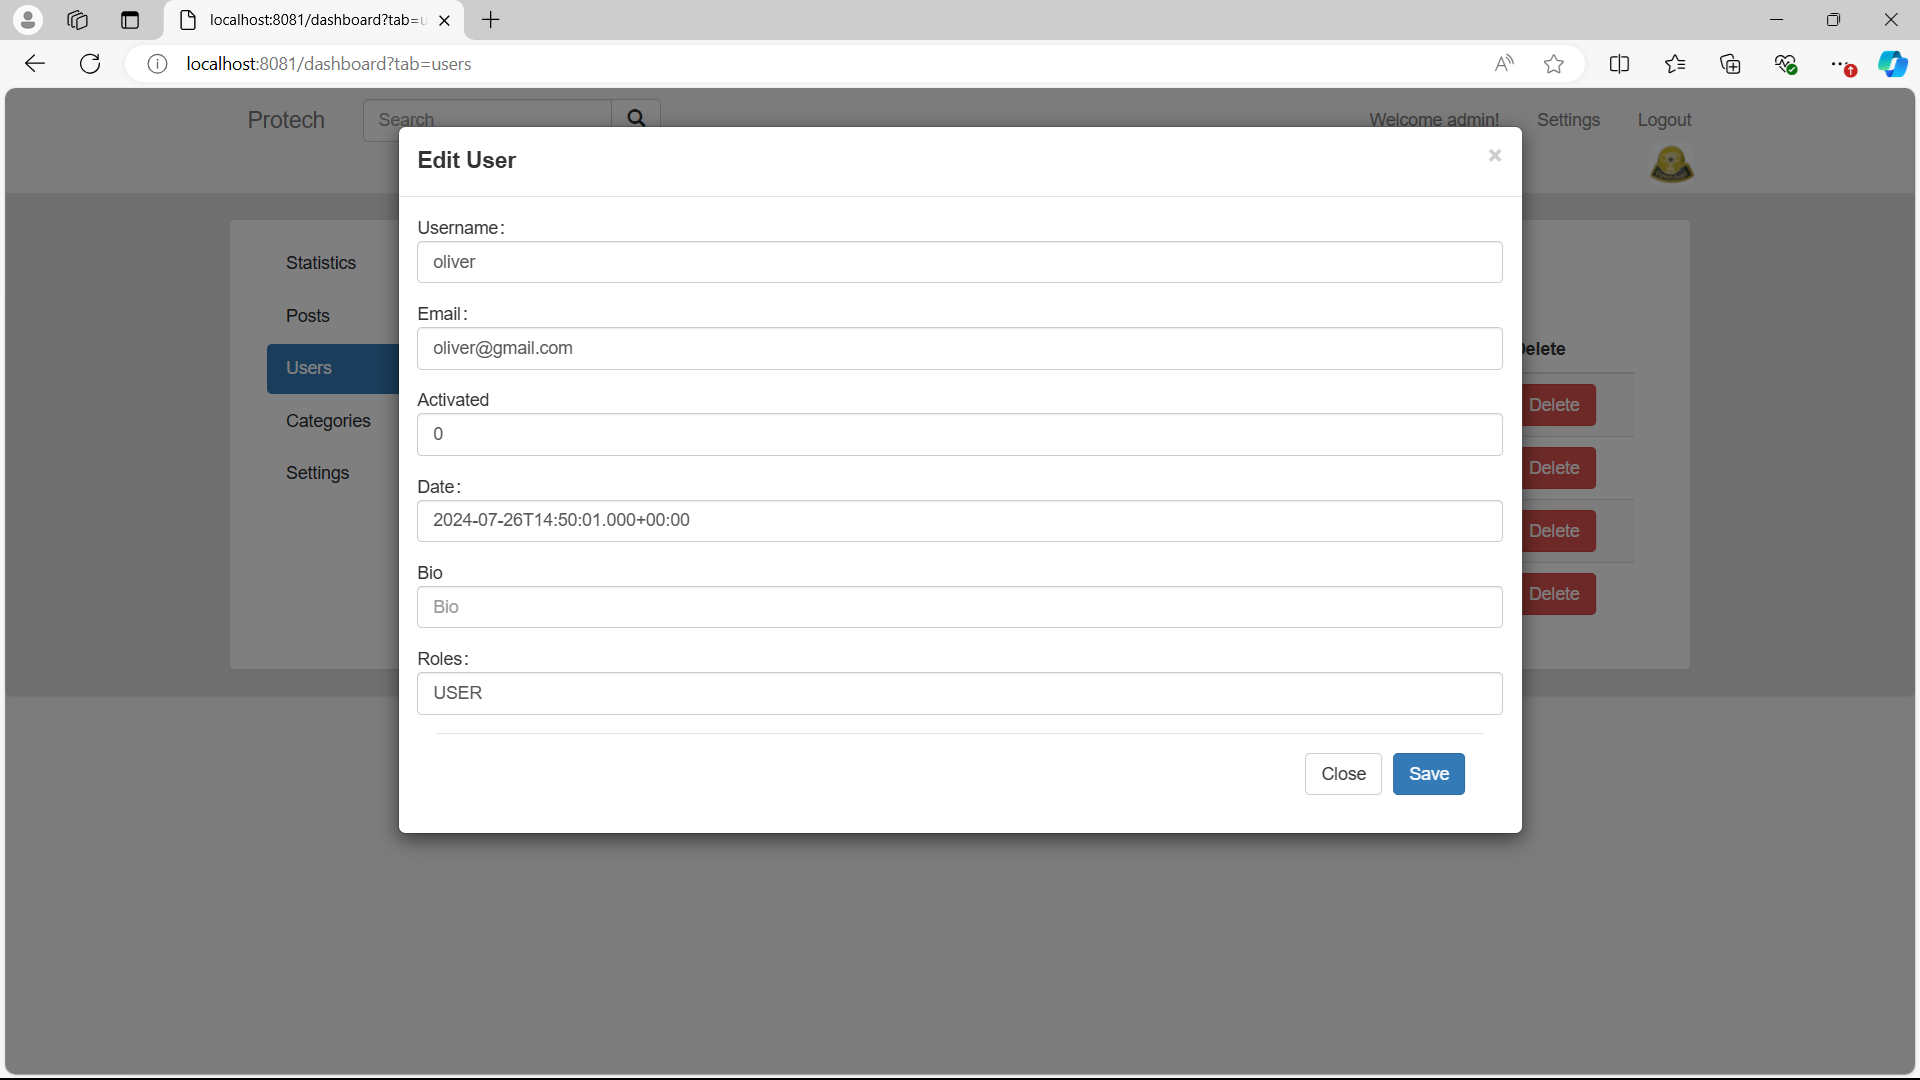 localhost:8081/dashboard?tab=u
localhost:8081/dashboard?tab=users
Protech
Search
Welcome admin!
Settings
Logout
Edit User
×
Username:
oliver
Email:
oliver@gmail.com
Activated
0
Date:
2024-07-26T14:50:01.000+00:00
Bio
Bio
Roles:
USER
Close
Save
Statistics
Posts
Users
Categories
Settings
Delete
Delete
Delete
Delete
Delete